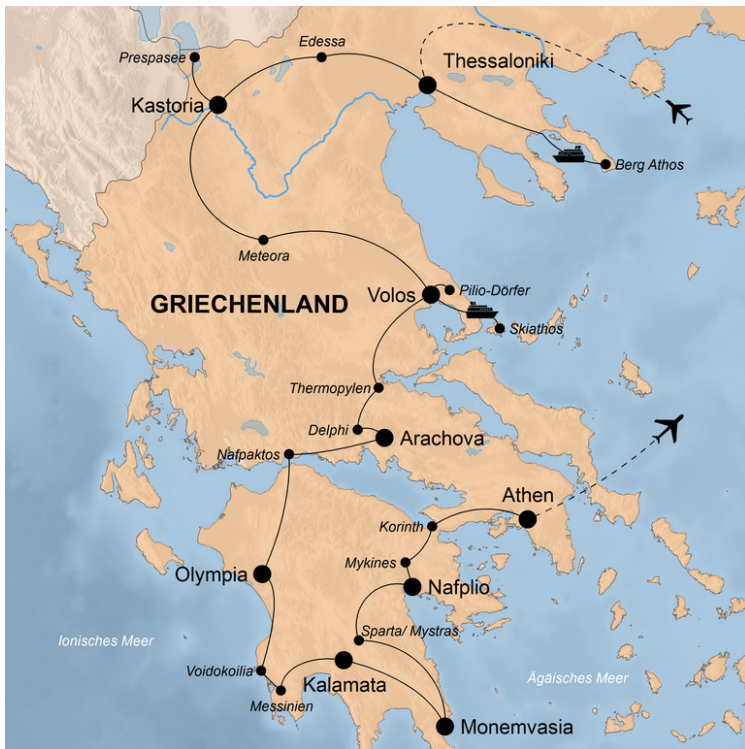 Edessa
Prespasee
Thessaloniki
Kastoria
Berg Athos
Meteora
GRIECHENLAND
Volos
Pilio-Dörfer
Skiathos
Thermopylen
Delphi
Arachova
Nafpaktos
Athen
Korinth
Mykines
Olympia
Nafplio
Sparta/ Mystras
Ionisches Meer
Voidokoilia
Kalamata
Ägäisches Meer
Messinien
Monemvasia